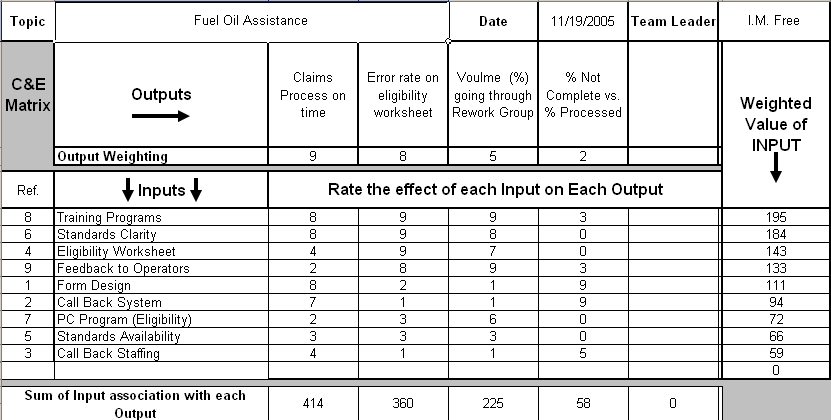 Topic Fuel Oil Assistance Date 11/19/2005 Team Leader I.M. Free
C&E
Matrix
Outputs
Claims
Process on
time
Error rate on
eligibility
worksheet
Voulme (%)
going through
Rework Group
% Not
Complete vs.
% Processed
Weighted
Value of
INPUT
Output Weighting 9 8 5 2
Ref. Inputs Rate the effect of each Input on Each Output
8 Training Programs 8 9 9 3 195
6 Standards Clarity 8 9 8 0 184
4 Eligibility Worksheet 4 9 7 0 143
9 Feedback to Operators 2 8 9 3 133
1 Form Design 8 2 1 9 111
2 Call Back System 7 1 1 9 94
7 PC Program (Eligibility) 2 3 6 0 72
5 Standards Availability 3 3 3 0 66
3 Call Back Staffing 4 1 1 5 59
0
Sum of Input association with each
Output
414 360 225 58 0